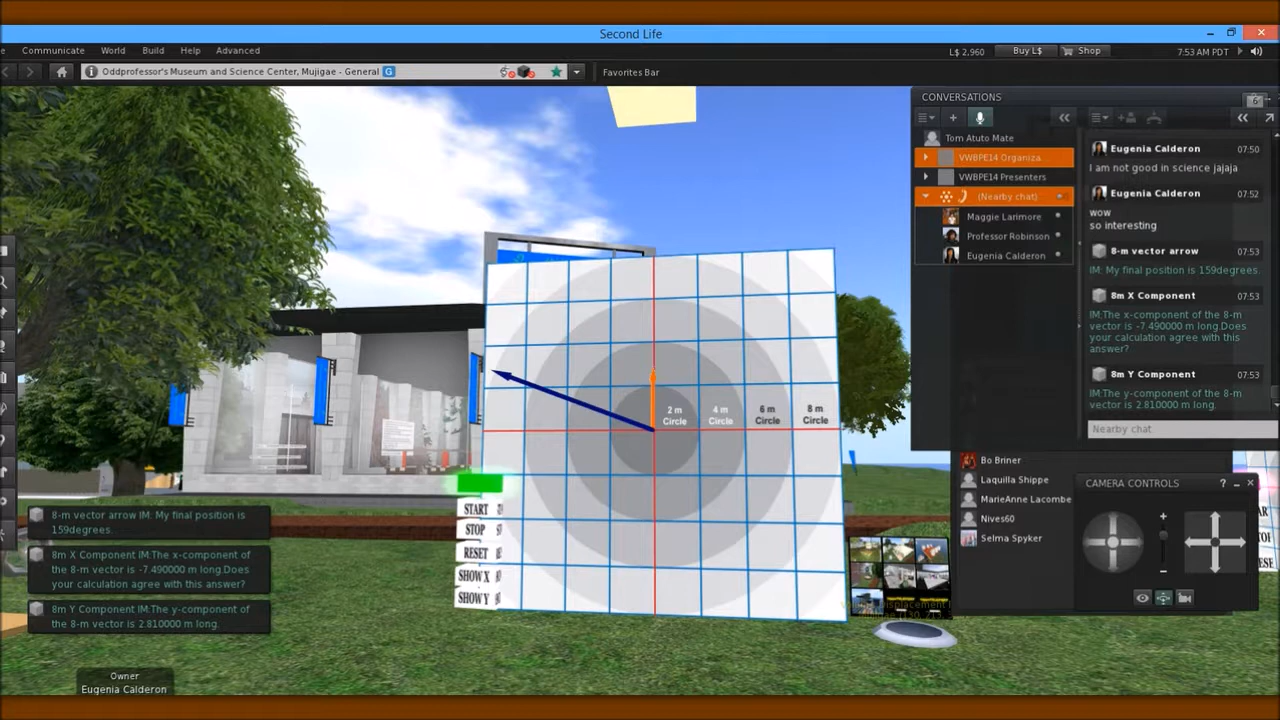 Second Life
Communicate World Build Help Advanced
L$ 2,960 Buy L$ Shop 7:53 AM PDT
Oddprofessor's Museum and Science Center, Mujigae - General G
Favorites Bar
CONVERSATIONS
6
Tom Atuto Mate
VWBPE14 Organiza
VWBPE14 Presenters
(Nearby chat)
Maggie Larimore
Professor Robinson
Eugenia Calderon
Eugenia Calderon 07:50
I am not good in science jajaja
Eugenia Calderon 07:52
wow
so interesting
8-m vector arrow 07:53
IM: My final position is 159degrees.
8m X Component 07:53
IM:The x-component of the 8-m
vector is -7.490000 m long.Does
your calculation agree with this
answer?
8m Y Component 07:53
IM:The y-component of the 8-m
vector is 2.810000 m long.
Nearby chat
2 m
Circle
4 m
Circle
6 m
Circle
8 m
Circle
START
STOP
RESET
SHOW X
SHOW Y
8-m vector arrow IM: My final position is
159degrees.
8m X Component IM:The x-component of
the 8-m vector is -7.490000 m long.Does
your calculation agree with this answer?
8m Y Component IM:The y-component of
the 8-m vector is 2.810000 m long.
Bo Briner
Laquilla Shippe
MarieAnne Lacombe
Nives60
Selma Spyker
CAMERA CONTROLS
Owner
Eugenia Calderon